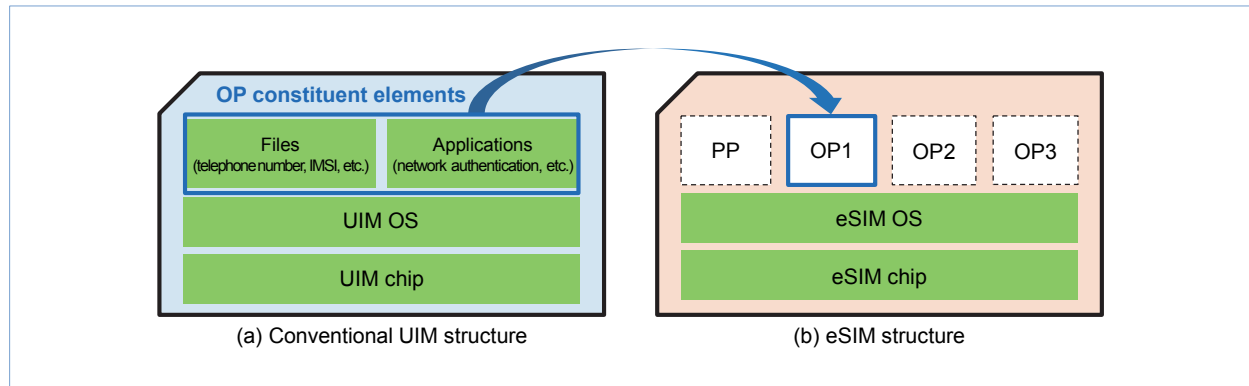 OP constituent elements
Files
(telephone number, IMSI, etc.)
Applications
(network authentication, etc.)
UIM OS
UIM chip
(a) Conventional UIM structure
PP
OP1
OP2
OP3
eSIM OS
eSIM chip
(b) eSIM structure